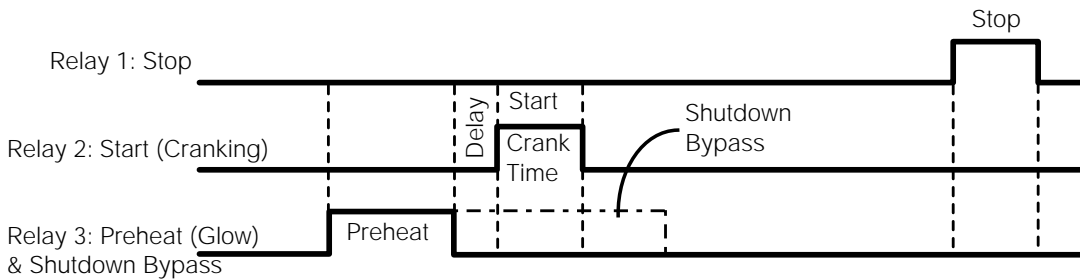 Stop
Relay 1: Stop
Delay
Start
Shutdown
Bypass
Relay 2: Start (Cranking)
Crank
Time
Relay 3: Preheat (Glow)
& Shutdown Bypass
Preheat